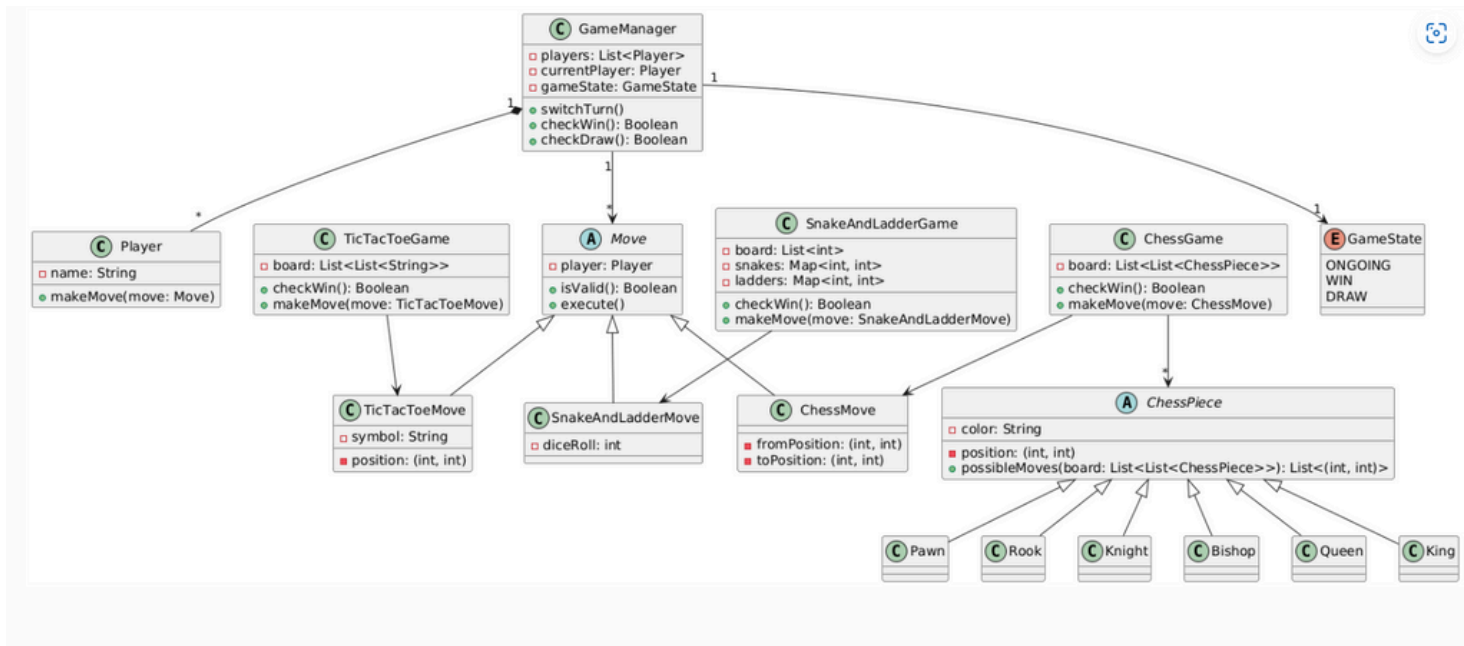 C GameManager
players: List<Player>
currentPlayer: Player
gameState: GameState
switchTurn()
checkWin(): Boolean
checkDraw(): Boolean
1
1
1
*
*
1
C Player
name: String
makeMove(move: Move)
C TicTacToeGame
board: List<List<String>>
checkWin(): Boolean
makeMove(move: TicTacToeMove)
A Move
player: Player
isValid(): Boolean
execute()
C SnakeAndLadderGame
board: List<int>
snakes: Map<int, int>
ladders: Map<int, int>
checkWin(): Boolean
makeMove(move: SnakeAndLadderMove)
C ChessGame
board: List<List<ChessPiece>>
checkWin(): Boolean
makeMove(move: ChessMove)
E GameState
ONGOING
WIN
DRAW
*
C TicTacToeMove
symbol: String
position: (int, int)
C SnakeAndLadderMove
diceRoll: int
C ChessMove
fromPosition: (int, int)
toPosition: (int, int)
A ChessPiece
color: String
position: (int, int)
possibleMoves(board: List<List<ChessPiece>>): List<(int, int)>
C Pawn
C Rook
C Knight
C Bishop
C Queen
C King